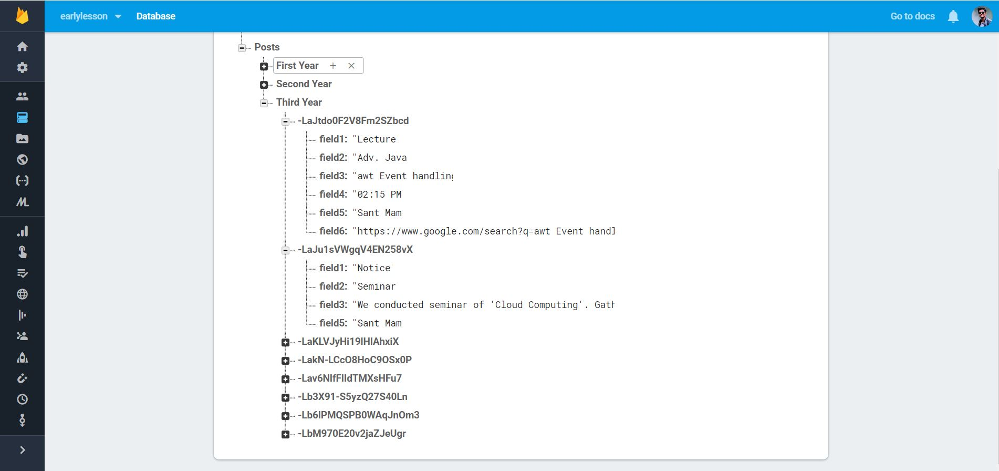 earlylesson Database Go to docs
Posts
First Year + ×
Second Year
Third Year
-LaJtdo0F2V8Fm2SZbcd
field1: "Lecture
field2: "Adv. Java
field3: "awt Event handling
field4: "02:15 PM
field5: "Sant Mam
field6: "https://www.google.com/search?q=awt Event handl
-LaJu1sVWgqV4EN258vX
field1: "Notice"
field2: "Seminar
field3: "We conducted seminar of 'Cloud Computing'. Gath
field5: "Sant Mam
-LaKLVJyHi19IHIAhxiX
-LakN-LCcO8HoC9OSx0P
-Lav6NlfFIIdTMXsHFu7
-Lb3X91-S5yzQ27S40Ln
-Lb6lPMQSPB0WAqJnOm3
-LbM970E20v2jaZJeUgr